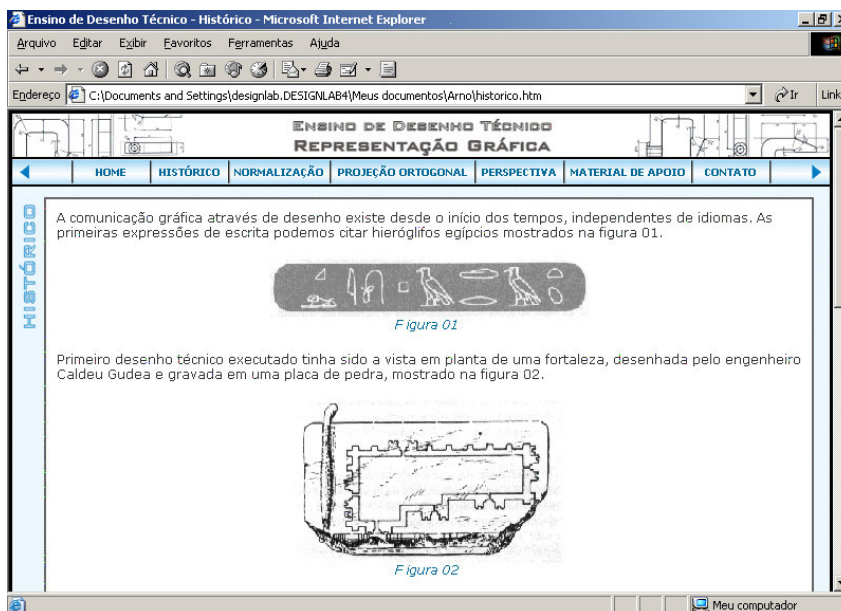 Ensino de Desenho Técnico - Histórico - Microsoft Internet Explorer
Arquivo Editar Exibir Favoritos Ferramentas Ajuda
Endereço C:\Documents and Settings\designlab.DESIGNLAB4\Meus documentos\Arno\historico.htm Ir Link
ENSINO DE DESENHO TÉCNICO
REPRESENTAÇÃO GRÁFICA
HOME HISTÓRICO NORMALIZAÇÃO PROJEÇÃO ORTOGONAL PERSPECTIVA MATERIAL DE APOIO CONTATO
HISTÓRICO
A comunicação gráfica através de desenho existe desde o início dos tempos, independentes de idiomas. As
primeiras expressões de escrita podemos citar hieróglifos egípcios mostrados na figura 01.
Figura 01
Primeiro desenho técnico executado tinha sido a vista em planta de uma fortaleza, desenhada pelo engenheiro
Caldeu Gudea e gravada em uma placa de pedra, mostrado na figura 02.
Figura 02
Meu computador